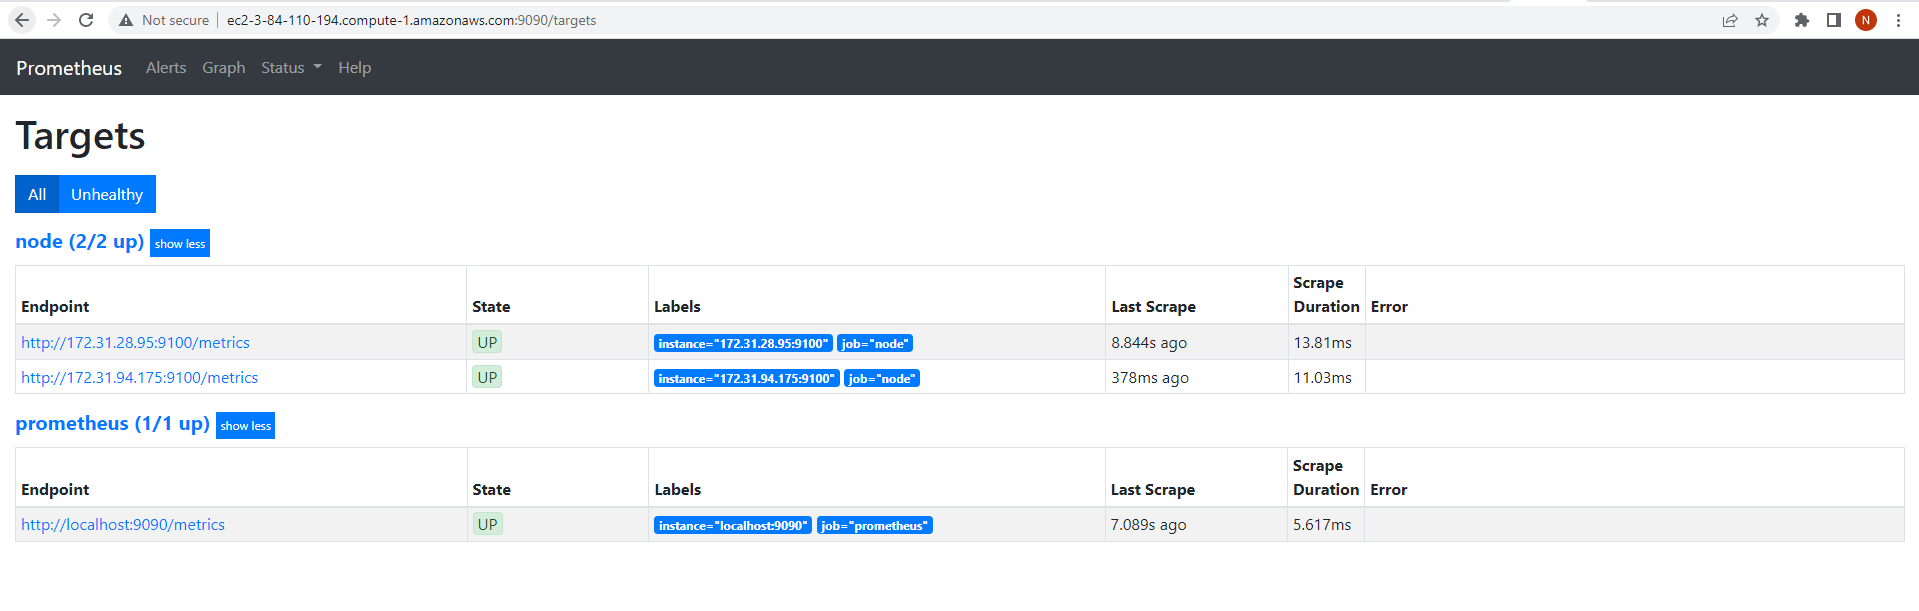 Not secure | ec2-3-84-110-194.compute-1.amazonaws.com:9090/targets
N
Prometheus Alerts Graph Status Help
Targets
All Unhealthy
node (2/2 up) show less
Endpoint State Labels Last Scrape Scrape Duration Error
http://172.31.28.95:9100/metrics UP instance="172.31.28.95:9100" job="node" 8.844s ago 13.81ms
http://172.31.94.175:9100/metrics UP instance="172.31.94.175:9100" job="node" 378ms ago 11.03ms
prometheus (1/1 up) show less
Endpoint State Labels Last Scrape Scrape Duration Error
http://localhost:9090/metrics UP instance="localhost:9090" job="prometheus" 7.089s ago 5.617ms